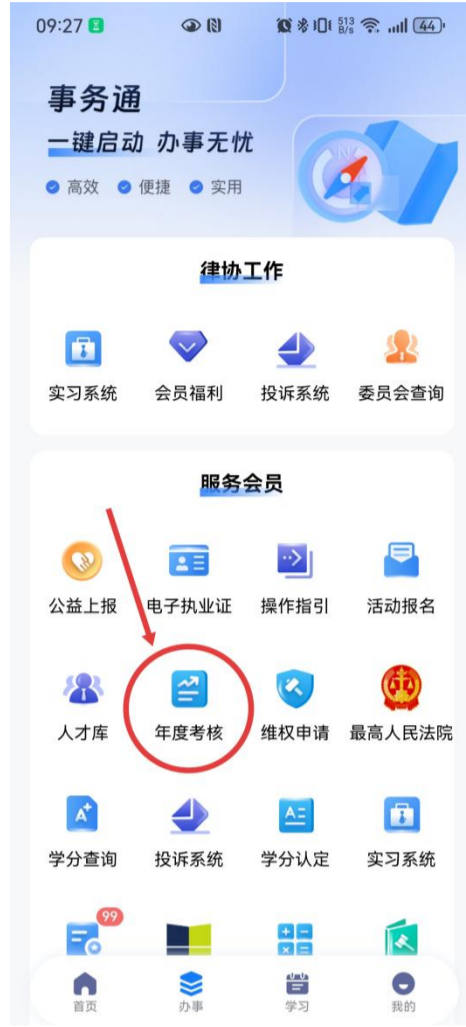 09:27 513 B/s 44
事务通
一键启动 办事无忧
高效 便捷 实用
律协工作
实习系统 会员福利 投诉系统 委员会查询
服务会员
公益上报 电子执业证 操作指引 活动报名
人才库 年度考核 维权申请 最高人民法院
学分查询 投诉系统 学分认定 实习系统
99
首页 办事 学习 我的